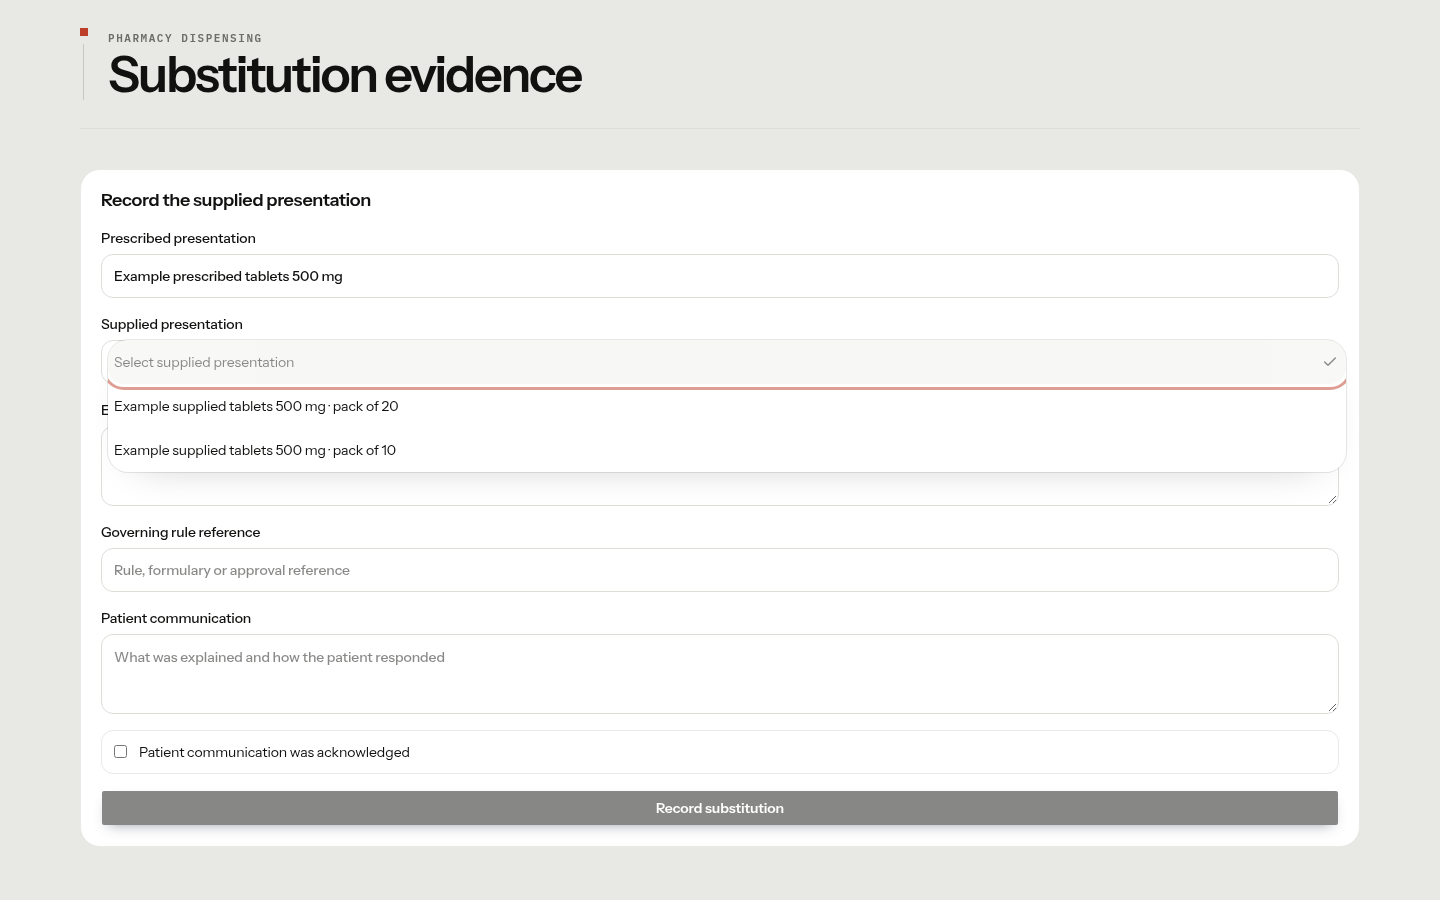 PHARMACY DISPENSING
Substitution evidence
Record the supplied presentation
Prescribed presentation
Example prescribed tablets 500 mg
Supplied presentation
Select supplied presentation
Example supplied tablets 500 mg · pack of 20
Example supplied tablets 500 mg · pack of 10
Governing rule reference
Rule, formulary or approval reference
Patient communication
What was explained and how the patient responded
Patient communication was acknowledged
Record substitution